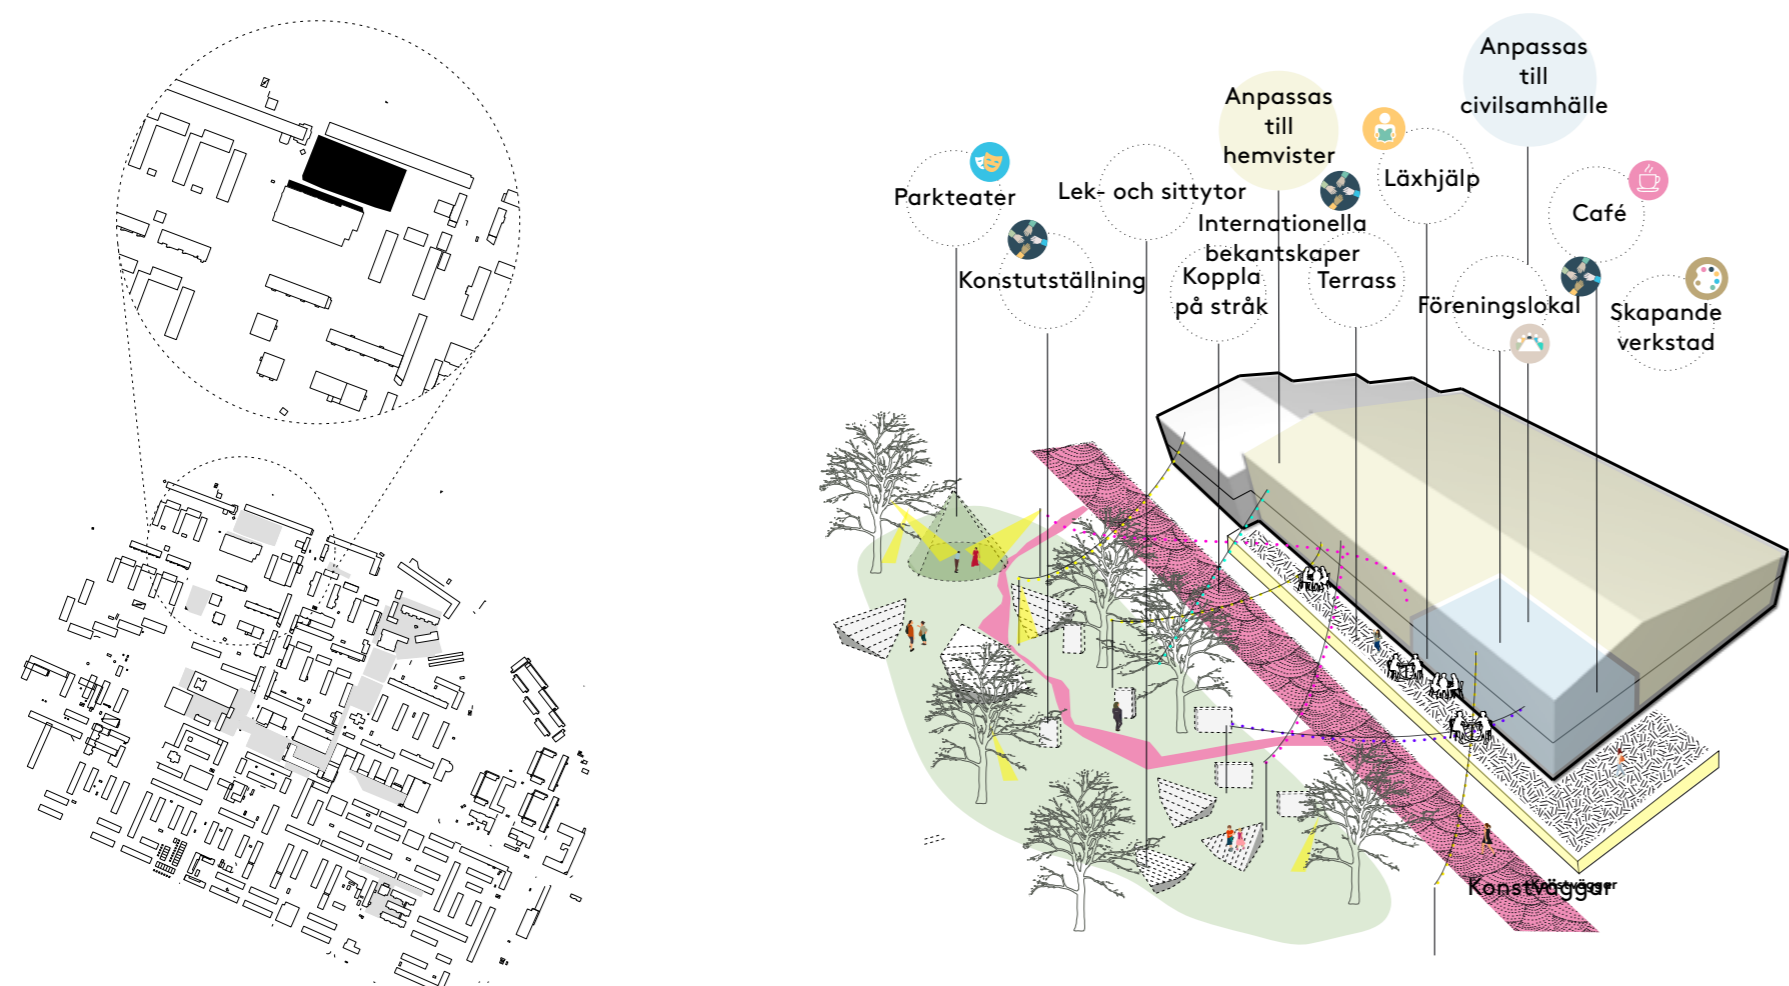 Anpassas
till
civilsamhälle
Anpassas
till
hemvister
Läxhjälp
Parkteater
Lek- och sittytor
Café
Internationella
bekantskaper
Konstutställning
Koppla
på stråk
Terrass
Föreningslokal
Skapande
verkstad
Konstväggar
Konstväggar